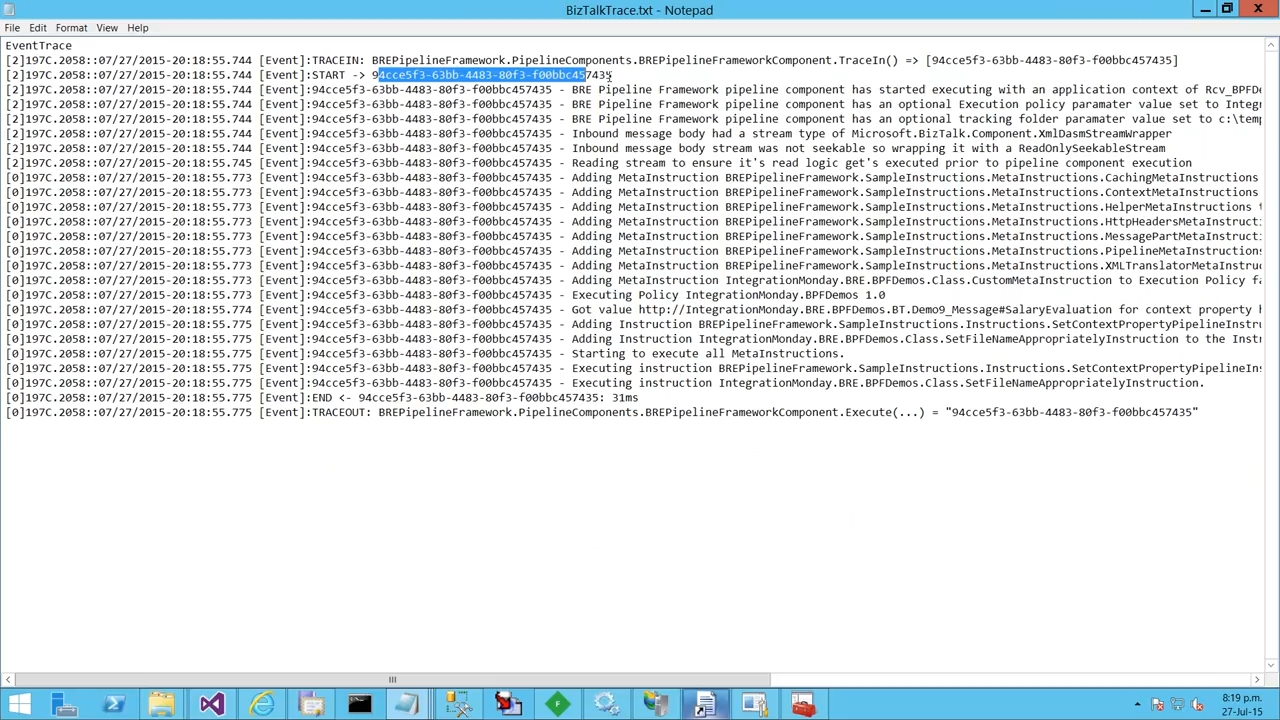 BizTalkTrace.txt - Notepad
File Edit Format View Help
EventTrace
[2]197C.2058::07/27/2015-20:18:55.744 [Event]:TRACEIN: BREPipelineFramework.PipelineComponents.BREPipelineFrameworkComponent.TraceIn() => [94cce5f3-63bb-4483-80f3-f00bbc457435]
[2]197C.2058::07/27/2015-20:18:55.744 [Event]:START -> 94cce5f3-63bb-4483-80f3-f00bbc457435
[2]197C.2058::07/27/2015-20:18:55.744 [Event]:94cce5f3-63bb-4483-80f3-f00bbc457435 - BRE Pipeline Framework pipeline component has started executing with an application context of Rcv_BPFDe
[2]197C.2058::07/27/2015-20:18:55.744 [Event]:94cce5f3-63bb-4483-80f3-f00bbc457435 - BRE Pipeline Framework pipeline component has an optional Execution policy paramater value set to Integ
[2]197C.2058::07/27/2015-20:18:55.744 [Event]:94cce5f3-63bb-4483-80f3-f00bbc457435 - BRE Pipeline Framework pipeline component has an optional tracking folder paramater value set to c:\temp
[2]197C.2058::07/27/2015-20:18:55.744 [Event]:94cce5f3-63bb-4483-80f3-f00bbc457435 - Inbound message body had a stream type of Microsoft.BizTalk.Component.XmlDasmStreamWrapper
[2]197C.2058::07/27/2015-20:18:55.744 [Event]:94cce5f3-63bb-4483-80f3-f00bbc457435 - Inbound message body stream was not seekable so wrapping it with a ReadOnlySeekableStream
[2]197C.2058::07/27/2015-20:18:55.745 [Event]:94cce5f3-63bb-4483-80f3-f00bbc457435 - Reading stream to ensure it's read logic get's executed prior to pipeline component execution
[0]197C.2058::07/27/2015-20:18:55.773 [Event]:94cce5f3-63bb-4483-80f3-f00bbc457435 - Adding MetaInstruction BREPipelineFramework.SampleInstructions.MetaInstructions.CachingMetaInstructions
[0]197C.2058::07/27/2015-20:18:55.773 [Event]:94cce5f3-63bb-4483-80f3-f00bbc457435 - Adding MetaInstruction BREPipelineFramework.SampleInstructions.MetaInstructions.ContextMetaInstructions
[0]197C.2058::07/27/2015-20:18:55.773 [Event]:94cce5f3-63bb-4483-80f3-f00bbc457435 - Adding MetaInstruction BREPipelineFramework.SampleInstructions.MetaInstructions.HelperMetaInstructions t
[0]197C.2058::07/27/2015-20:18:55.773 [Event]:94cce5f3-63bb-4483-80f3-f00bbc457435 - Adding MetaInstruction BREPipelineFramework.SampleInstructions.MetaInstructions.HttpHeadersMetaInstructi
[0]197C.2058::07/27/2015-20:18:55.773 [Event]:94cce5f3-63bb-4483-80f3-f00bbc457435 - Adding MetaInstruction BREPipelineFramework.SampleInstructions.MetaInstructions.MessagePartMetaInstructi
[0]197C.2058::07/27/2015-20:18:55.773 [Event]:94cce5f3-63bb-4483-80f3-f00bbc457435 - Adding MetaInstruction BREPipelineFramework.SampleInstructions.MetaInstructions.PipelineMetaInstructions
[0]197C.2058::07/27/2015-20:18:55.773 [Event]:94cce5f3-63bb-4483-80f3-f00bbc457435 - Adding MetaInstruction BREPipelineFramework.SampleInstructions.MetaInstructions.XMLTranslatorMetaInstruc
[0]197C.2058::07/27/2015-20:18:55.773 [Event]:94cce5f3-63bb-4483-80f3-f00bbc457435 - Adding MetaInstruction IntegrationMonday.BRE.BPFDemos.Class.CustomMetaInstruction to Execution Policy fa
[0]197C.2058::07/27/2015-20:18:55.773 [Event]:94cce5f3-63bb-4483-80f3-f00bbc457435 - Executing Policy IntegrationMonday.BPFDemos 1.0
[0]197C.2058::07/27/2015-20:18:55.774 [Event]:94cce5f3-63bb-4483-80f3-f00bbc457435 - Got value http://IntegrationMonday.BRE.BPFDemos.BT.Demo9_Message#SalaryEvaluation for context property h
[0]197C.2058::07/27/2015-20:18:55.775 [Event]:94cce5f3-63bb-4483-80f3-f00bbc457435 - Adding Instruction BREPipelineFramework.SampleInstructions.Instructions.SetContextPropertyPipelineInstru
[0]197C.2058::07/27/2015-20:18:55.775 [Event]:94cce5f3-63bb-4483-80f3-f00bbc457435 - Adding Instruction IntegrationMonday.BRE.BPFDemos.Class.SetFileNameAppropriatelyInstruction to the Instr
[0]197C.2058::07/27/2015-20:18:55.775 [Event]:94cce5f3-63bb-4483-80f3-f00bbc457435 - Starting to execute all MetaInstructions.
[0]197C.2058::07/27/2015-20:18:55.775 [Event]:94cce5f3-63bb-4483-80f3-f00bbc457435 - Executing instruction BREPipelineFramework.SampleInstructions.Instructions.SetContextPropertyPipelineIns
[0]197C.2058::07/27/2015-20:18:55.775 [Event]:94cce5f3-63bb-4483-80f3-f00bbc457435 - Executing instruction IntegrationMonday.BRE.BPFDemos.Class.SetFileNameAppropriatelyInstruction.
[0]197C.2058::07/27/2015-20:18:55.775 [Event]:END <- 94cce5f3-63bb-4483-80f3-f00bbc457435: 31ms
[0]197C.2058::07/27/2015-20:18:55.775 [Event]:TRACEOUT: BREPipelineFramework.PipelineComponents.BREPipelineFrameworkComponent.Execute(...) = "94cce5f3-63bb-4483-80f3-f00bbc457435"
8:19 p.m.
27-Jul-15